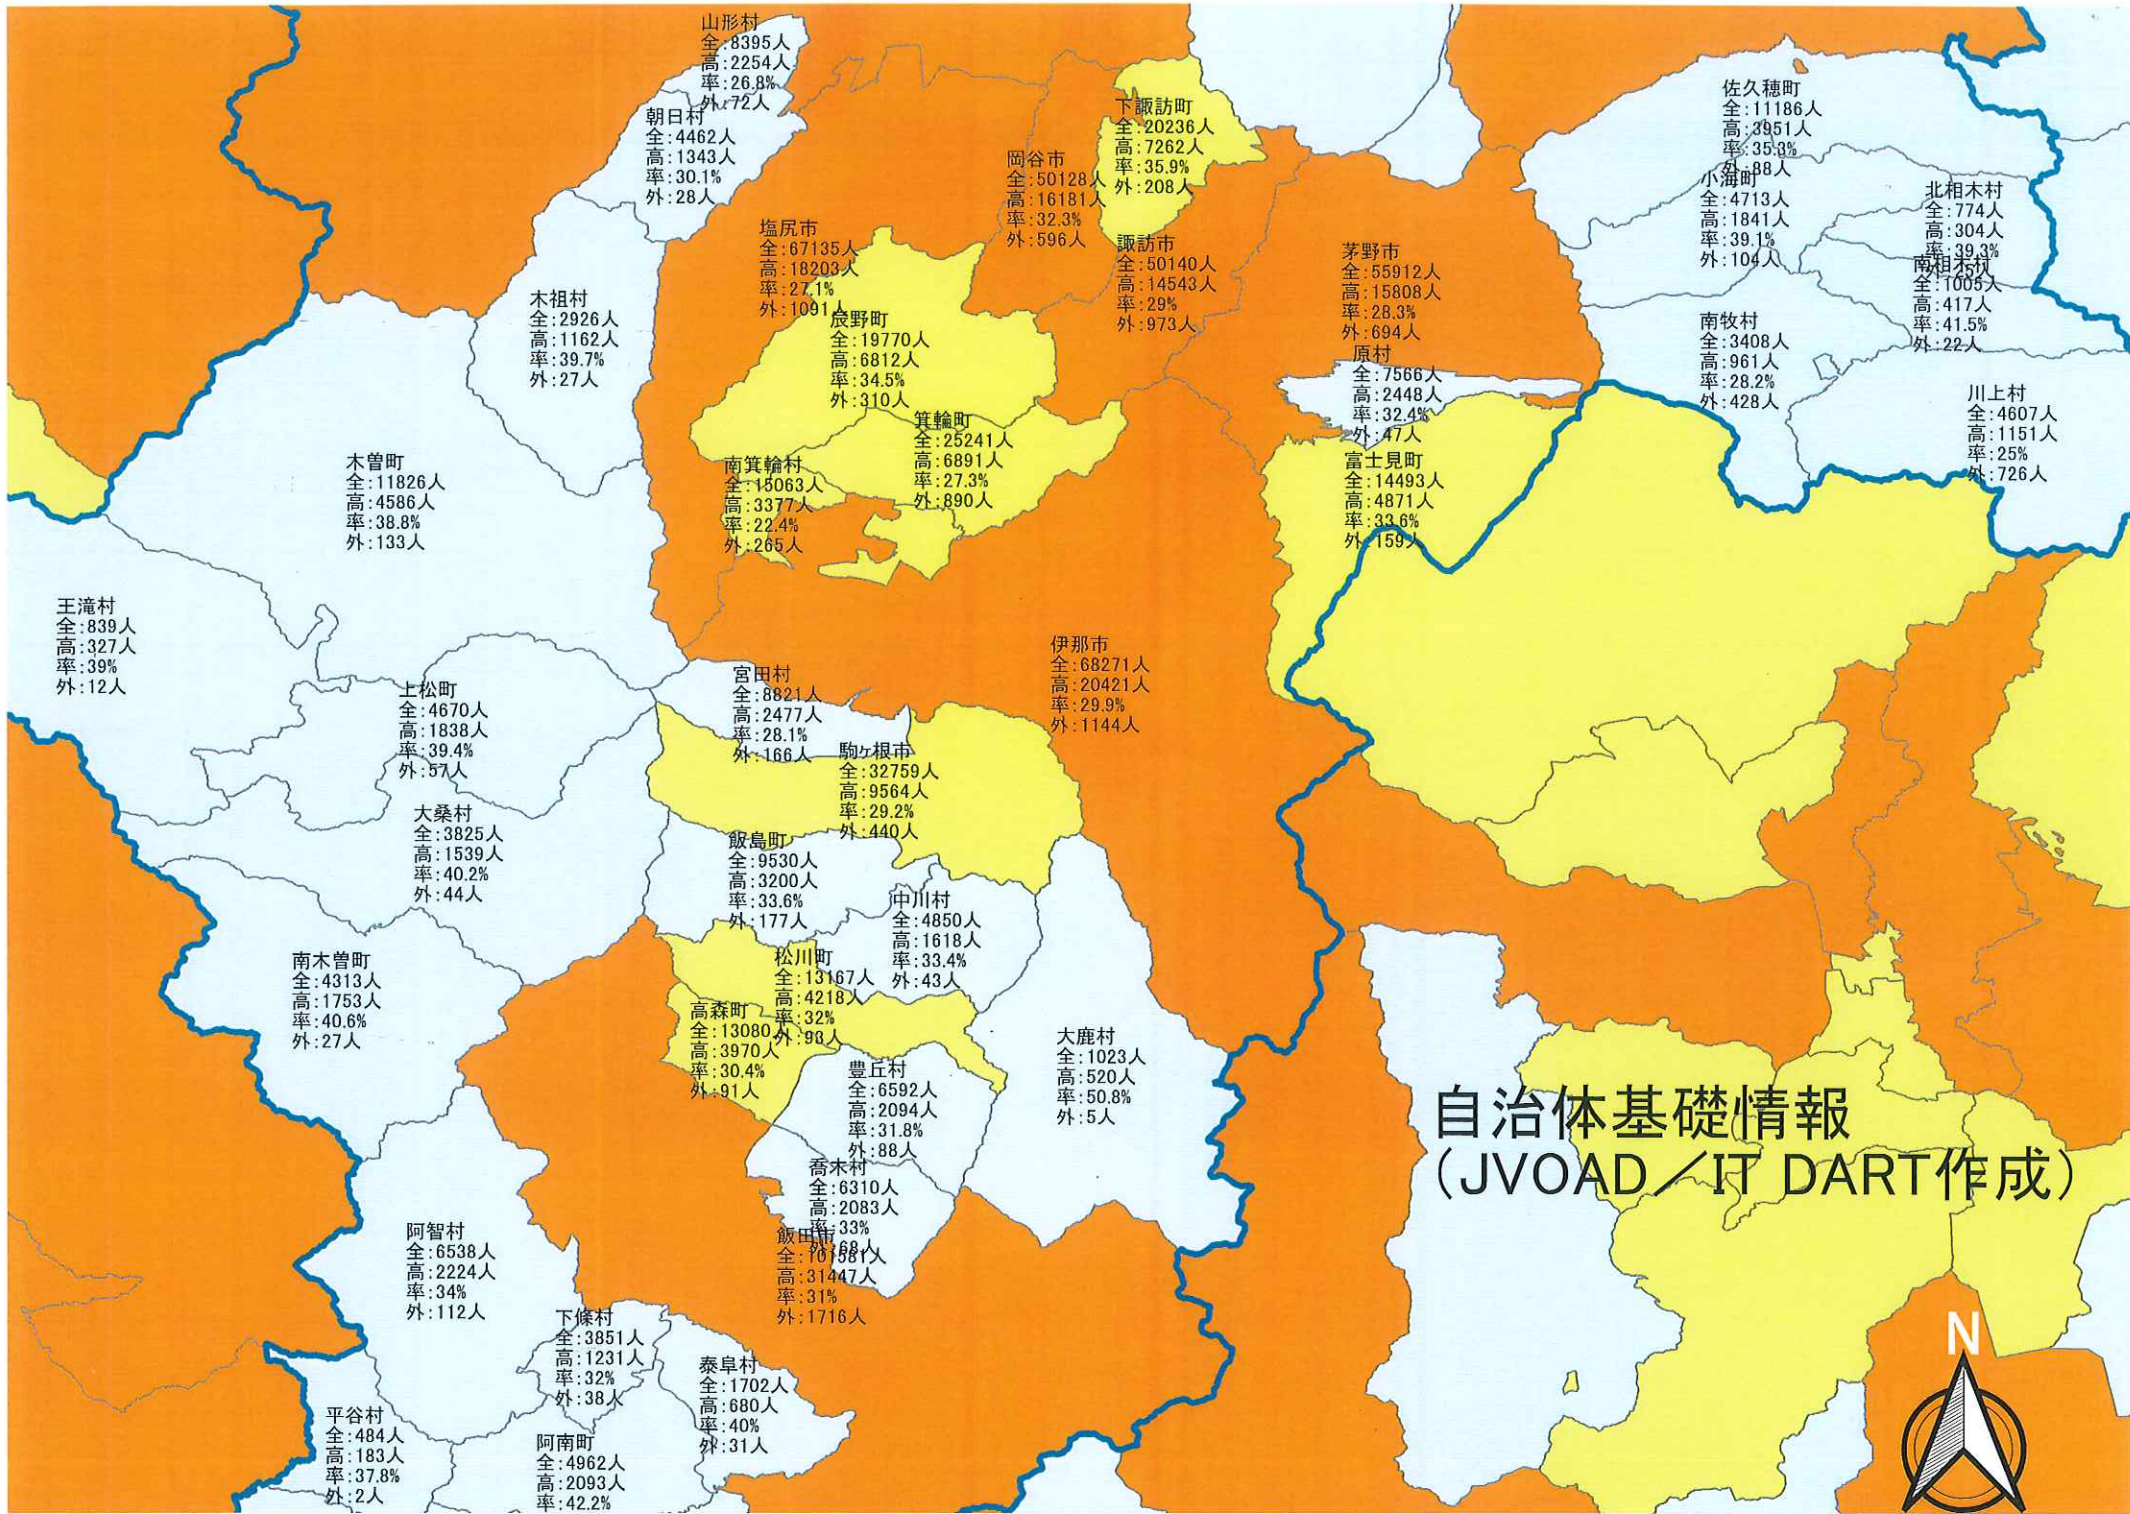 山形村
全:8395人
高:2254人
率:26.8%
外:72人
朝日村
全:4462人
高:1343人
率:30.1%
外:28人
下諏訪町
全:20236人
高:7262人
率:35.9%
外:208人
佐久穂町
全:11186人
高:3951人
率:35.3%
外:88人
岡谷市
全:50128人
高:16181人
率:32.3%
外:596人
小海町
全:4713人
高:1841人
率:39.1%
外:104人
北相木村
全:774人
高:304人
率:39.3%
塩尻市
全:67135人
高:18203人
率:27.1%
外:1091人
諏訪市
全:50140人
高:14543人
率:29%
外:973人
茅野市
全:55912人
高:15808人
率:28.3%
外:694人
南相木村
全:1005人
高:417人
率:41.5%
外:22人
木祖村
全:2926人
高:1162人
率:39.7%
外:27人
辰野町
全:19770人
高:6812人
率:34.5%
外:310人
南牧村
全:3408人
高:961人
率:28.2%
外:428人
原村
全:7566人
高:2448人
率:32.4%
外:47人
川上村
全:4607人
高:1151人
率:25%
外:726人
箕輪町
全:25241人
高:6891人
率:27.3%
外:890人
木曽町
全:11826人
高:4586人
率:38.8%
外:133人
南箕輪村
全:15063人
高:3377人
率:22.4%
外:265人
富士見町
全:14493人
高:4871人
率:33.6%
外:159人
王滝村
全:839人
高:327人
率:39%
外:12人
伊那市
全:68271人
高:20421人
率:29.9%
外:1144人
宮田村
全:8821人
高:2477人
率:28.1%
外:166人
上松町
全:4670人
高:1838人
率:39.4%
外:57人
駒ヶ根市
全:32759人
高:9564人
率:29.2%
外:440人
大桑村
全:3825人
高:1539人
率:40.2%
外:44人
飯島町
全:9530人
高:3200人
率:33.6%
外:177人
中川村
全:4850人
高:1618人
率:33.4%
外:43人
南木曽町
全:4313人
高:1753人
率:40.6%
外:27人
松川町
全:13167人
高:4218人
率:32%
外:93人
高森町
全:13080人
高:3970人
率:30.4%
外:91人
大鹿村
全:1023人
高:520人
率:50.8%
外:5人
豊丘村
全:6592人
高:2094人
率:31.8%
外:88人
喬木村
全:6310人
高:2083人
率:33%
外:68人
飯田市
全:101581人
高:31447人
率:31%
外:1716人
阿智村
全:6538人
高:2224人
率:34%
外:112人
下條村
全:3851人
高:1231人
率:32%
外:38人
泰阜村
全:1702人
高:680人
率:40%
外:31人
平谷村
全:484人
高:183人
率:37.8%
外:2人
阿南町
全:4962人
高:2093人
率:42.2%
自治体基礎情報
(JVOAD／IT DART作成)
N